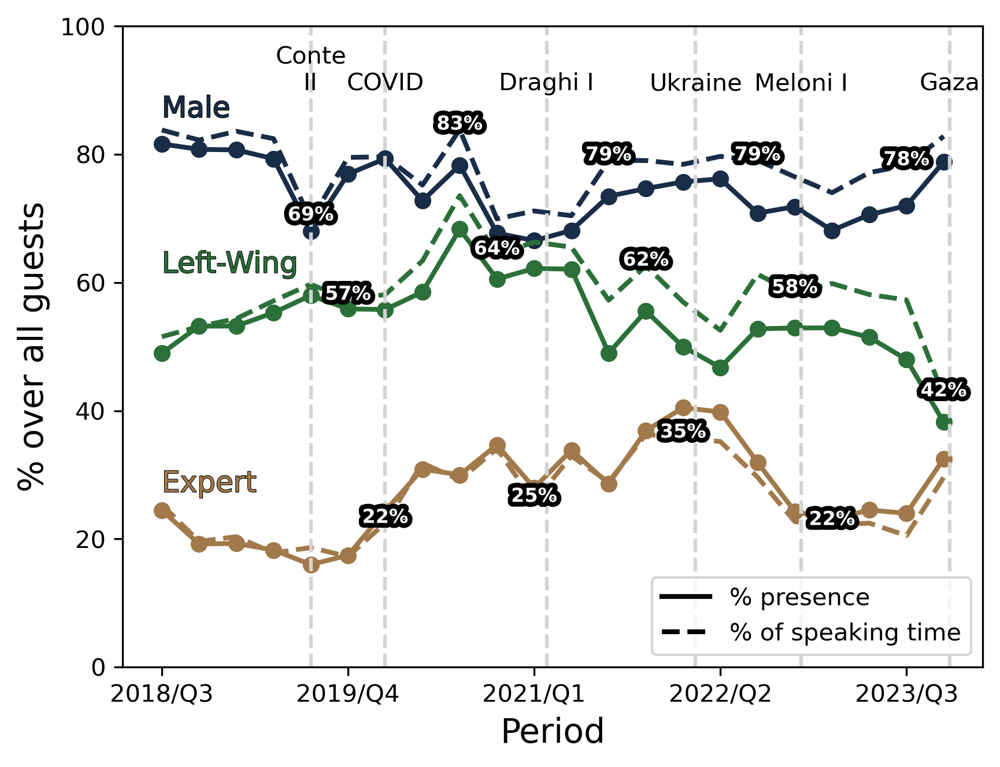 100
80
60
40
20
0
% over all guests
Conte
II
COVID
Draghi I
Ukraine
Meloni I
Gaza
Male
83%
79%
79%
78%
69%
Left-Wing
64%
62%
57%
58%
42%
Expert
35%
25%
22%
22%
% presence
% of speaking time
2018/Q3
2019/Q4
2021/Q1
2022/Q2
2023/Q3
Period